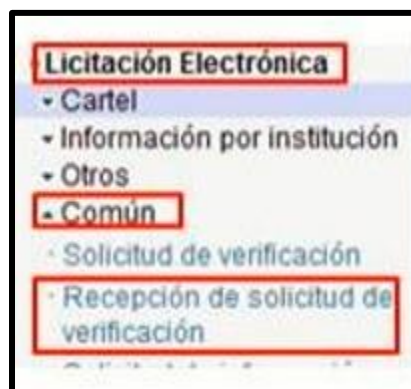 Licitación Electrónica
Cartel
Información por institución
Otros
Común
Solicitud de verificación
Recepción de solicitud de
verificación